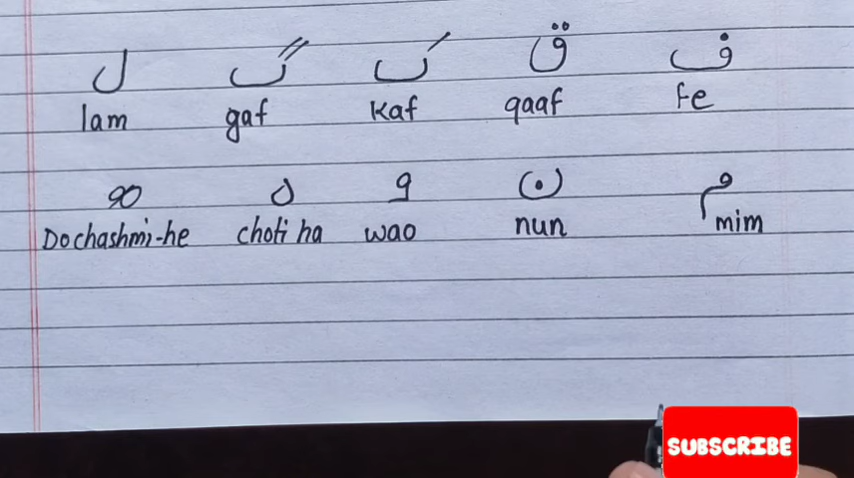 ف ق ک گ ل
lam gaf Kaf qaaf fe
م ن و ہ ھ
Dochashmi-he choti ha wao nun mim
SUBSCRIBE